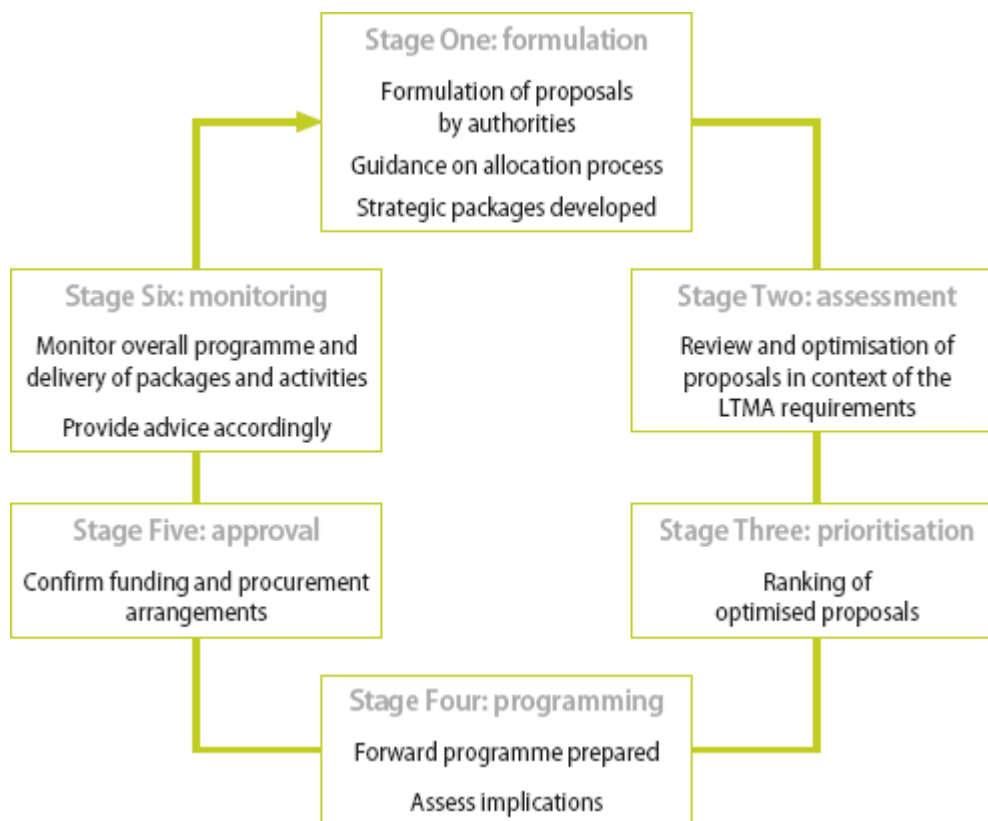 Stage One: formulation
Formulation of proposals
by authorities
Guidance on allocation process
Strategic packages developed
Stage Two: assessment
Review and optimisation of
proposals in context of the
LTMA requirements
Stage Three: prioritisation
Ranking of
optimised proposals
Stage Four: programming
Forward programme prepared
Assess implications
Stage Five: approval
Confirm funding and procurement
arrangements
Stage Six: monitoring
Monitor overall programme and
delivery of packages and activities
Provide advice accordingly